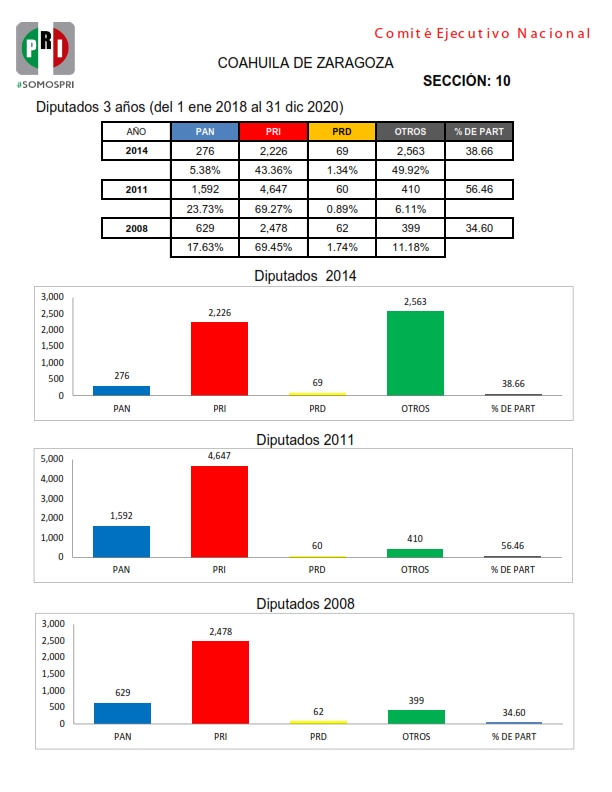 PRI
#SOMOSPRI
Comité Ejecutivo Nacional
COAHUILA DE ZARAGOZA
SECCIÓN: 10
Diputados 3 años (del 1 ene 2018 al 31 dic 2020)
AÑO PAN PRI PRD OTROS % DE PART
2014 276 2,226 69 2,563 38.66
5.38% 43.36% 1.34% 49.92%
2011 1,592 4,647 60 410 56.46
23.73% 69.27% 0.89% 6.11%
2008 629 2,478 62 399 34.60
17.63% 69.45% 1.74% 11.18%
Diputados 2014
3,000
2,500
2,000
1,500
1,000
500
0
276 2,226 69 2,563 38.66
PAN PRI PRD OTROS % DE PART
Diputados 2011
5,000
4,000
3,000
2,000
1,000
0
1,592 4,647 60 410 56.46
PAN PRI PRD OTROS % DE PART
Diputados 2008
3,000
2,500
2,000
1,500
1,000
500
0
629 2,478 62 399 34.60
PAN PRI PRD OTROS % DE PART